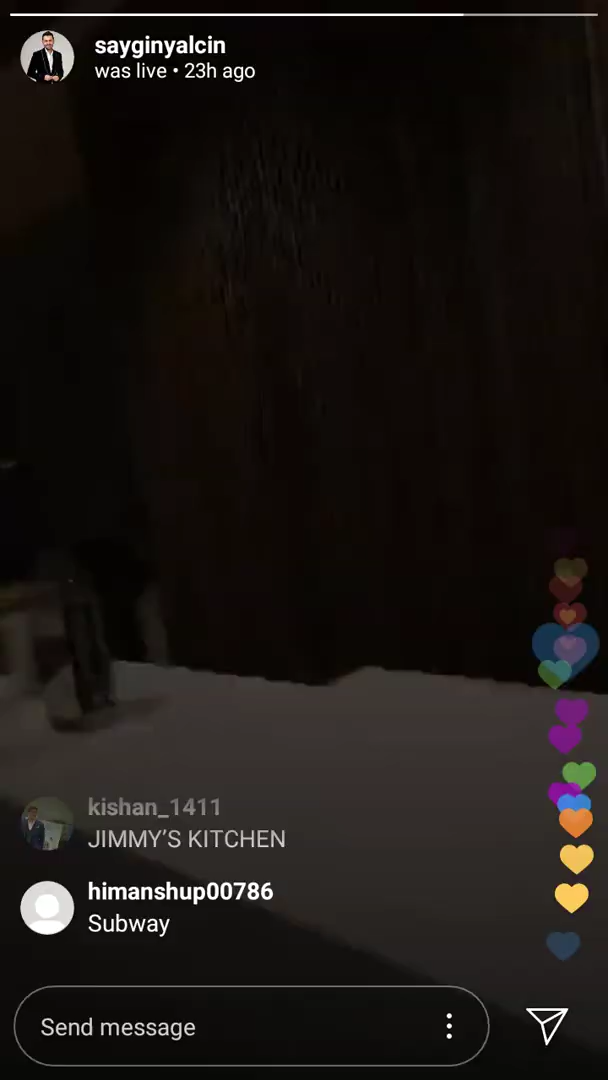 sayginyalcin
was live • 23h ago
kishan_1411
JIMMY'S KITCHEN
himanshup00786
Subway
Send message